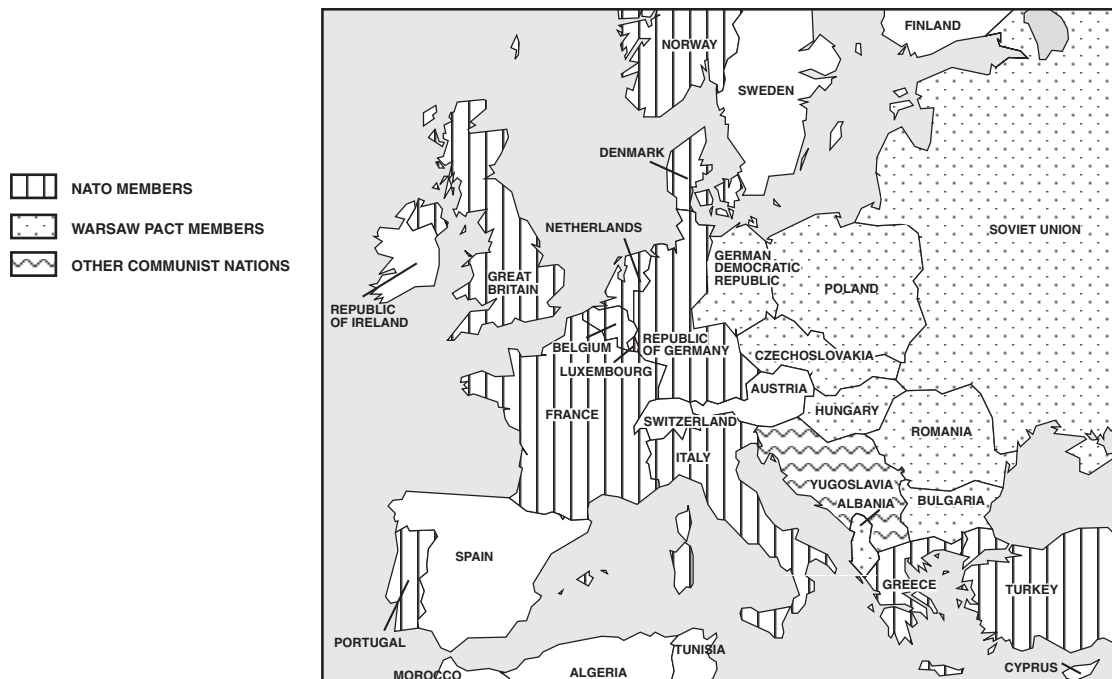 NATO MEMBERS
WARSAW PACT MEMBERS
OTHER COMMUNIST NATIONS
FINLAND
NORWAY
SWEDEN
DENMARK
NETHERLANDS
SOVIET UNION
GERMAN
DEMOCRATIC
REPUBLIC
GREAT
BRITAIN
POLAND
REPUBLIC
OF IRELAND
BELGIUM
REPUBLIC
OF GERMANY
CZECHOSLOVAKIA
LUXEMBOURG
AUSTRIA
FRANCE
SWITZERLAND
HUNGARY
ROMANIA
ITALY
YUGOSLAVIA
ALBANIA
BULGARIA
SPAIN
GREECE
TURKEY
PORTUGAL
TUNISIA
MOROCCO
ALGERIA
CYPRUS